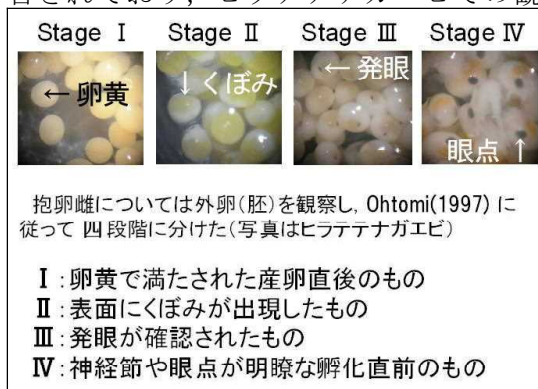 Stage Ⅰ Stage Ⅱ Stage Ⅲ Stage Ⅳ
← 卵黄 ↓くぼみ ← 発眼
眼点 ↑
抱卵雌については外卵(胚)を観察し, Ohtomi(1997) に
従って 四段階に分けた(写真はヒラテテナガエビ)
Ⅰ:卵黄で満たされた産卵直後のもの
Ⅱ:表面にくぼみが出現したもの
Ⅲ:発眼が確認されたもの
Ⅳ:神経節や眼点が明瞭な孵化直前のもの